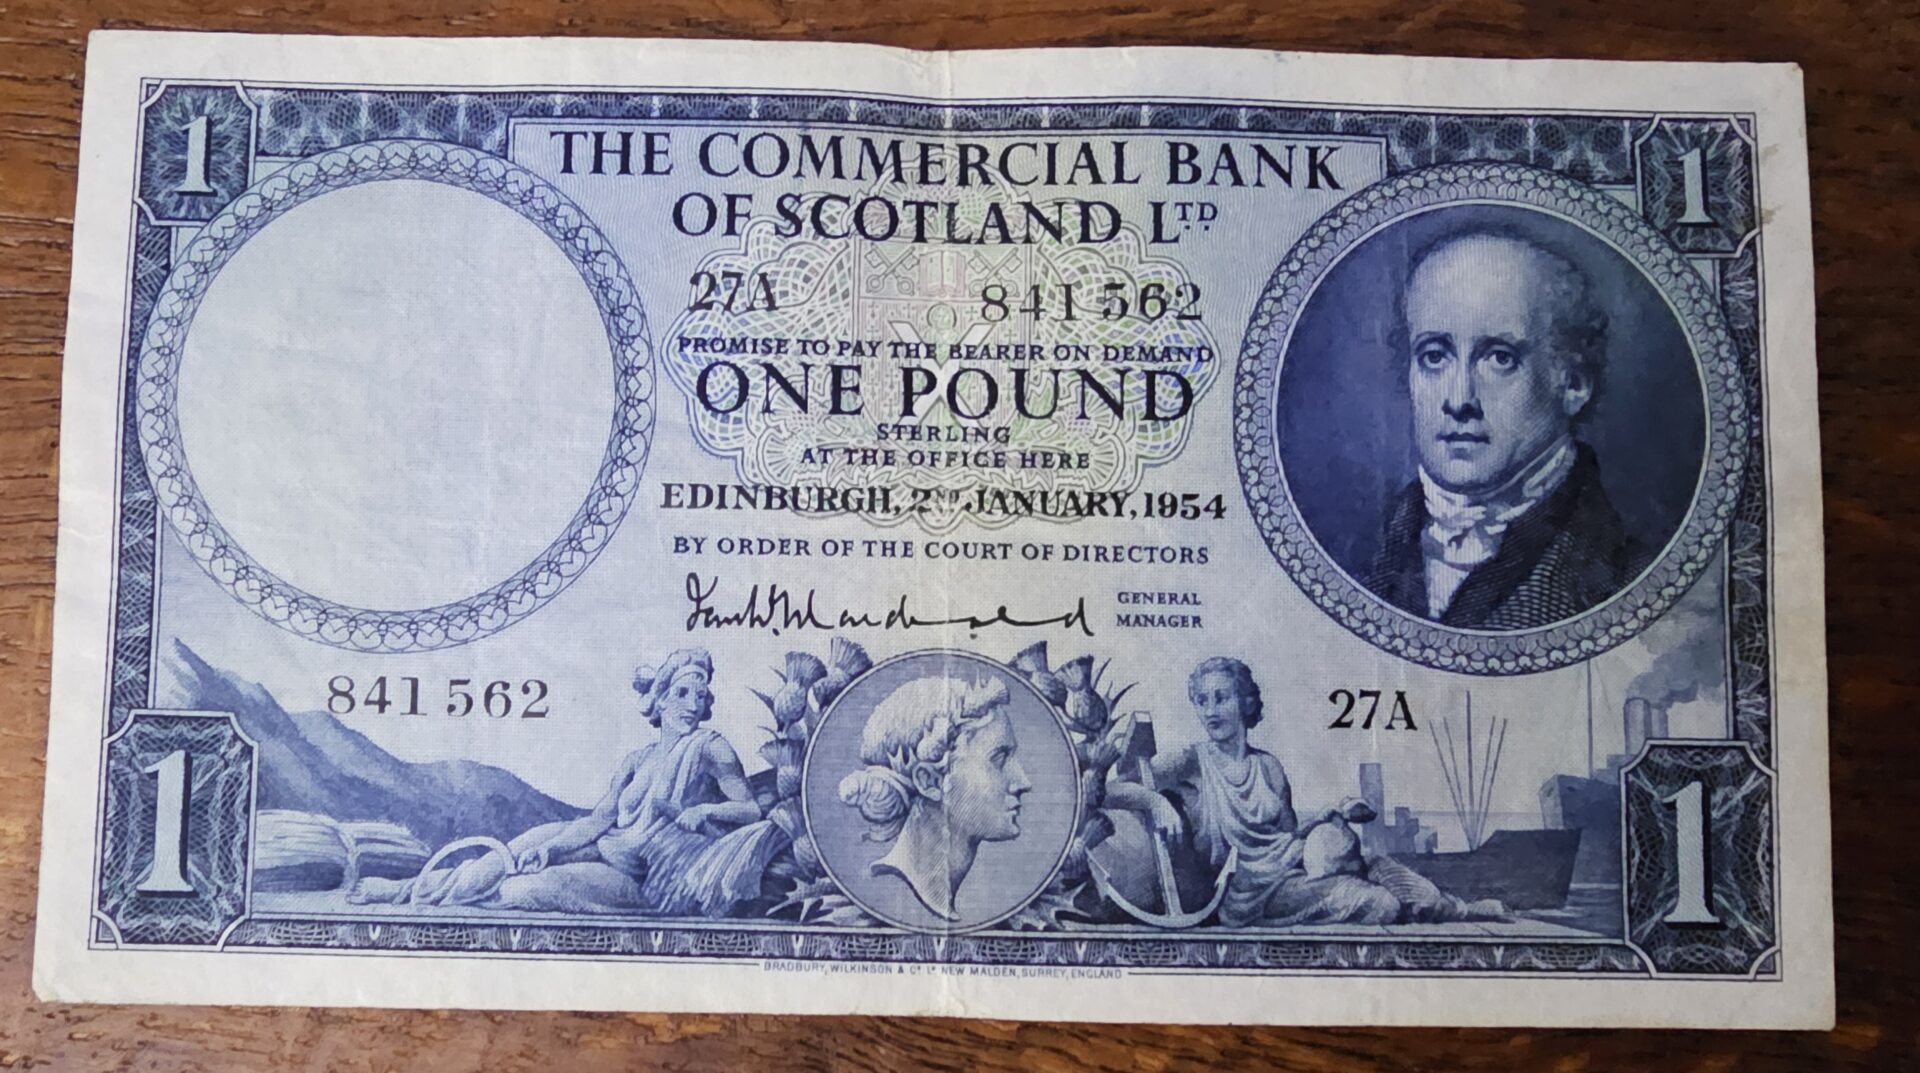 1
1
THE COMMERCIAL BANK
OF SCOTLAND LTD
27A 841562
PROMISE TO PAY THE BEARER ON DEMAND
ONE POUND
STERLING
AT THE OFFICE HERE
EDINBURGH, 2ND JANUARY, 1954
BY ORDER OF THE COURT OF DIRECTORS
GENERAL
MANAGER
841562
27A
1
1
BRADBURY, WILKINSON & Co LD NEW MALDEN, SURREY, ENGLAND